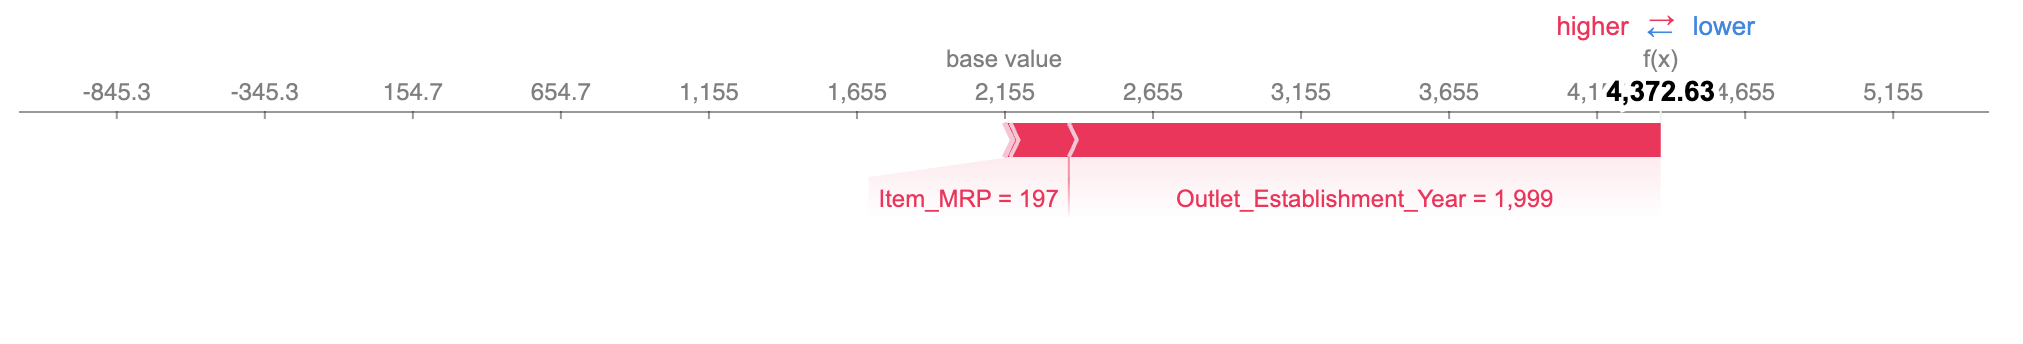 higher ⇄ lower
base value f(x)
-845.3 -345.3 154.7 654.7 1,155 1,655 2,155 2,655 3,155 3,655 4,372.63 5,155
Item_MRP = 197 Outlet_Establishment_Year = 1,999